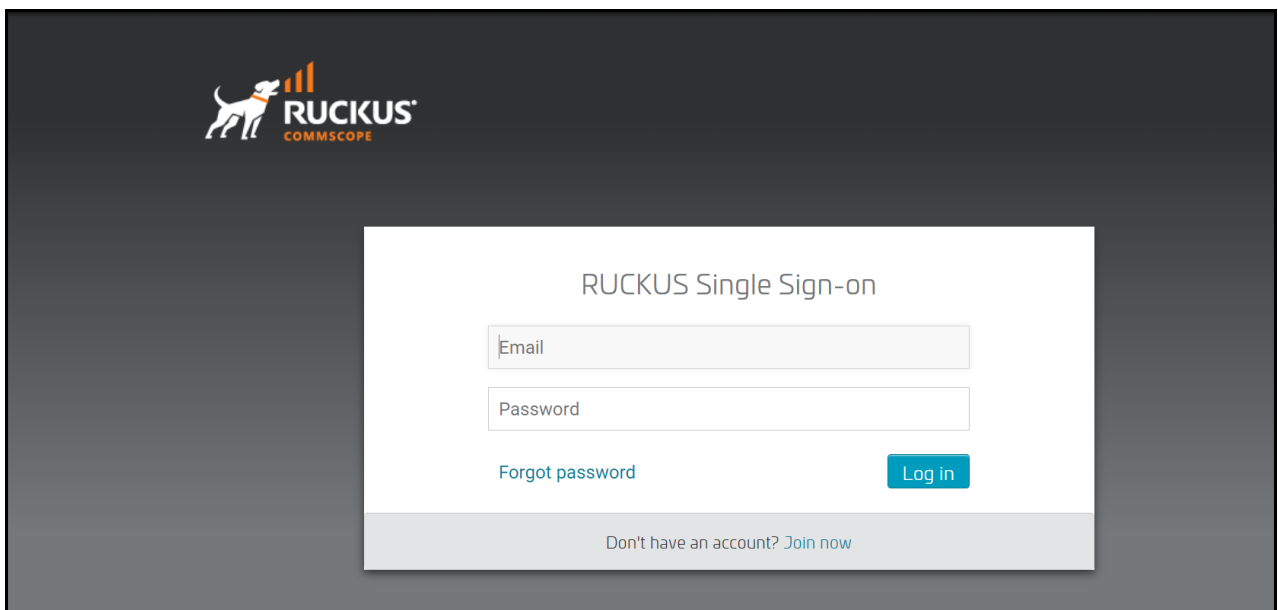 RUCKUS®
COMMSCOPE
RUCKUS Single Sign-on
Email
Password
Forgot password
Log in
Don't have an account? Join now